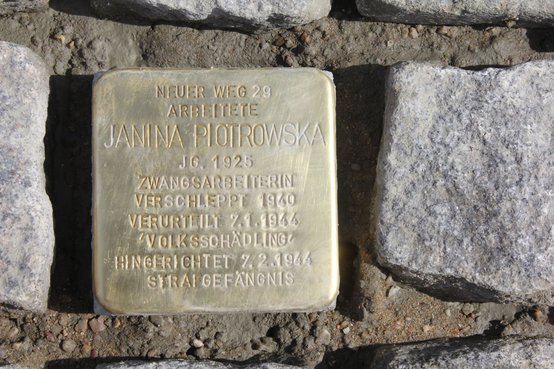 NEUER WEG 29
ARBEITETE
JANINA PIOTROWSKA
JG. 1925
ZWANGSARBEITERIN
VERSCHLEPPT 1940
VERURTEILT 7.1.1944
'VOLKSSCHÄDLING'
HINGERICHTET 7.2.1944
STRAFGEFÄNGNIS